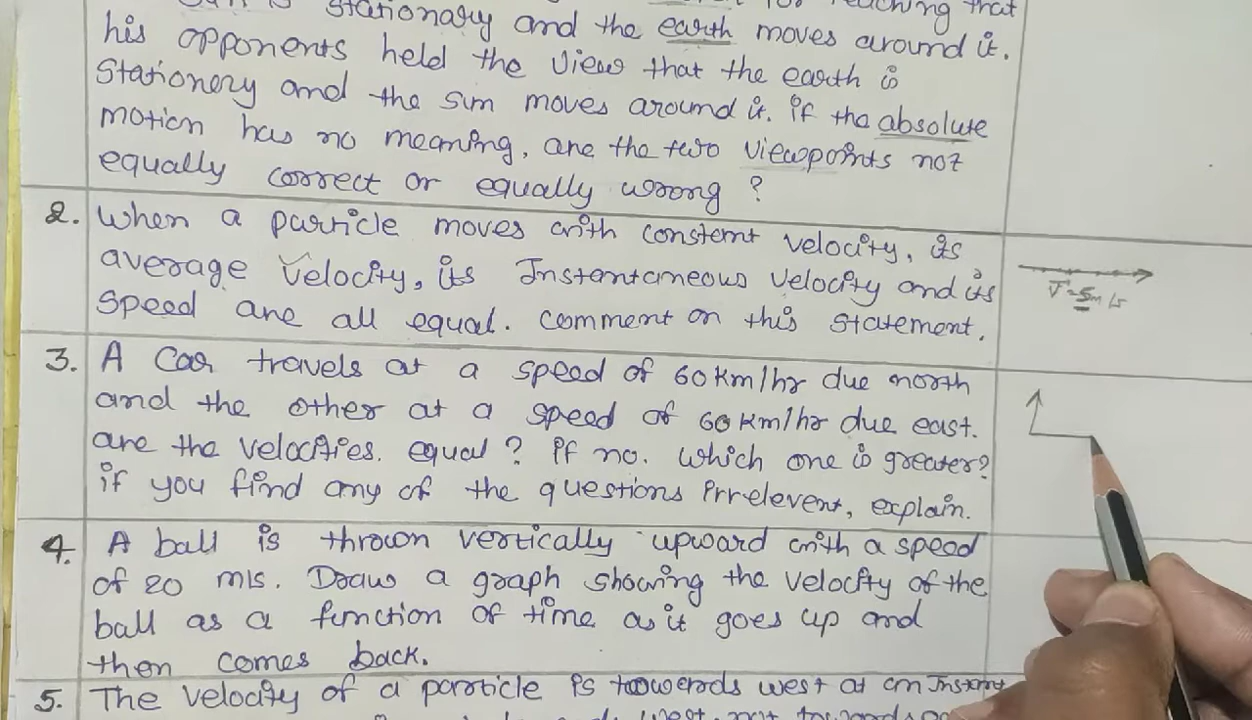 is stationary and the earth moves around it.
his opponents held the view that the earth is
stationery and the sun moves around it. if the absolute
motion has no meaning, are the two viewpoints not
equally correct or equally wrong ?
2. When a particle moves with constant velocity, its
average velocity, its Instantaneous velocity and its
speed are all equal. Comment on this statement.
V=5m/s
3. A Car travels at a speed of 60 km/hr due north
and the other at a speed of 60 km/hr due east.
are the velocities. equal ? if no. which one is greater?
if you find any of the questions irrelevent, explain.
4. A ball is thrown vertically upward with a speed
of 20 m/s. Draw a graph showing the velocity of the
ball as a function of time as it goes up and
then comes back.
5. The velocity of a particle is towards west at an Instant